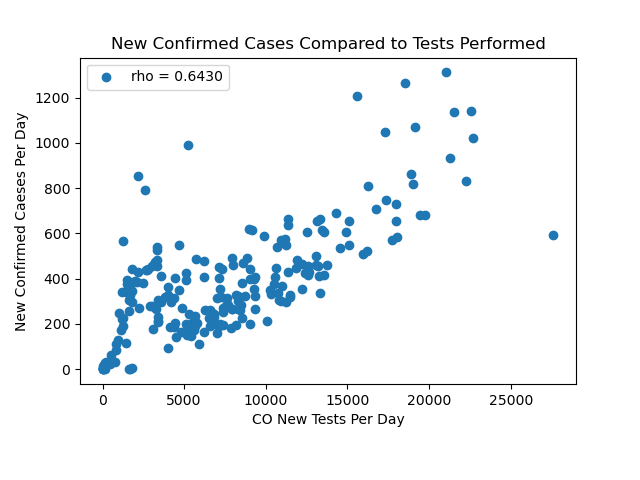 New Confirmed Cases Compared to Tests Performed
rho = 0.6430
New Confirmed Caeses Per Day
1200
1000
800
600
400
200
0
0 5000 10000 15000 20000 25000
CO New Tests Per Day